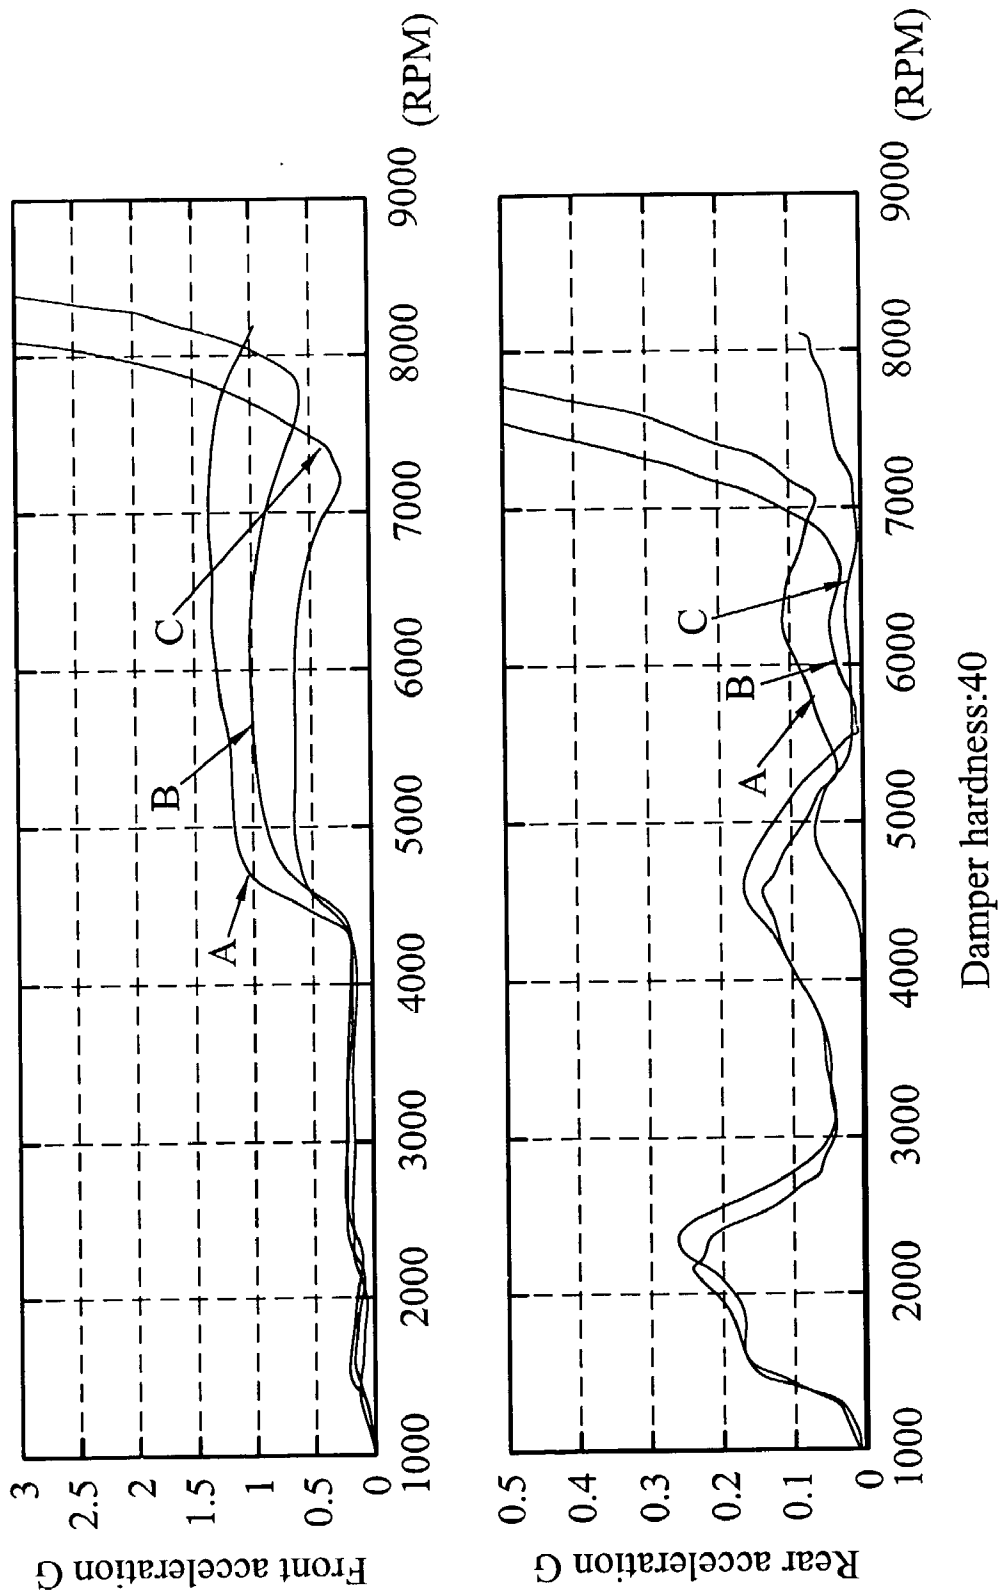 Front acceleration G
3
2.5
2
1.5
1
0.5
0
1000 2000 3000 4000 5000 6000 7000 8000 9000 (RPM)
A
B
C
Rear acceleration G
0.5
0.4
0.3
0.2
0.1
0
1000 2000 3000 4000 5000 6000 7000 8000 9000 (RPM)
A
B
C
Damper hardness:40